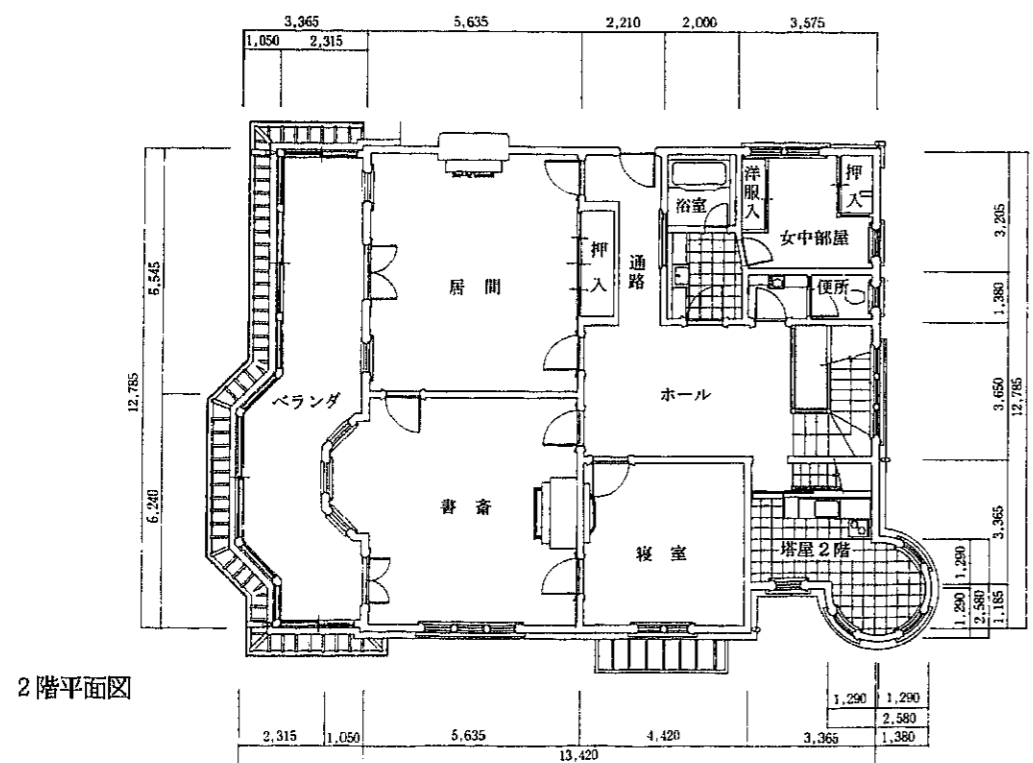 3,365 5,635 2,210 2,000 3,575
1,050 2,315
浴室
洋服入
押入
女中部屋
便所
通路
押入
居間
ベランダ
ホール
書斎
寝室
塔屋2階
12,785
6,545
6,240
3,205
1,380
3,650
3,365
1,185
12,785
1,290
1,290
2,580
2階平面図
1,290 1,290
2,580
2,315 1,050 5,635 4,420 3,365 1,380
13,420